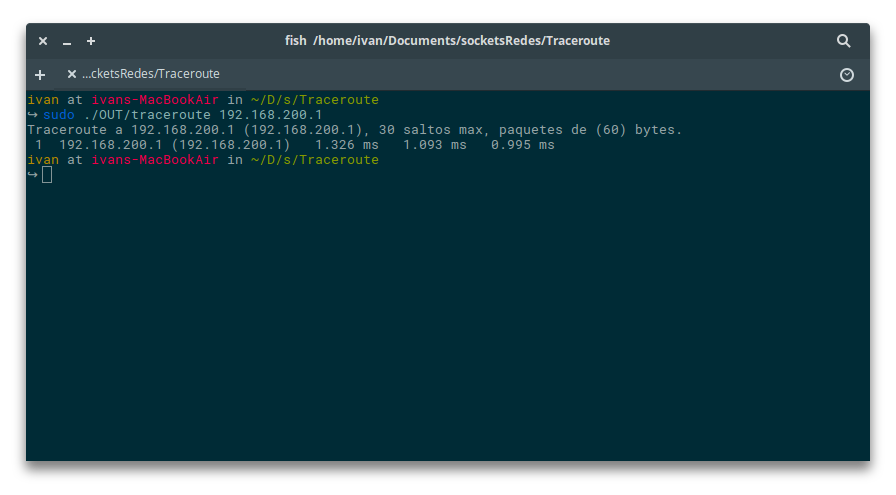 fish  /home/ivan/Documents/socketsRedes/Traceroute
...cketsRedes/Traceroute
ivan at ivans-MacBookAir in ~/D/s/Traceroute
↪ sudo ./OUT/traceroute 192.168.200.1
Traceroute a 192.168.200.1 (192.168.200.1), 30 saltos max, paquetes de (60) bytes.
 1  192.168.200.1 (192.168.200.1)   1.326 ms   1.093 ms   0.995 ms
ivan at ivans-MacBookAir in ~/D/s/Traceroute
↪